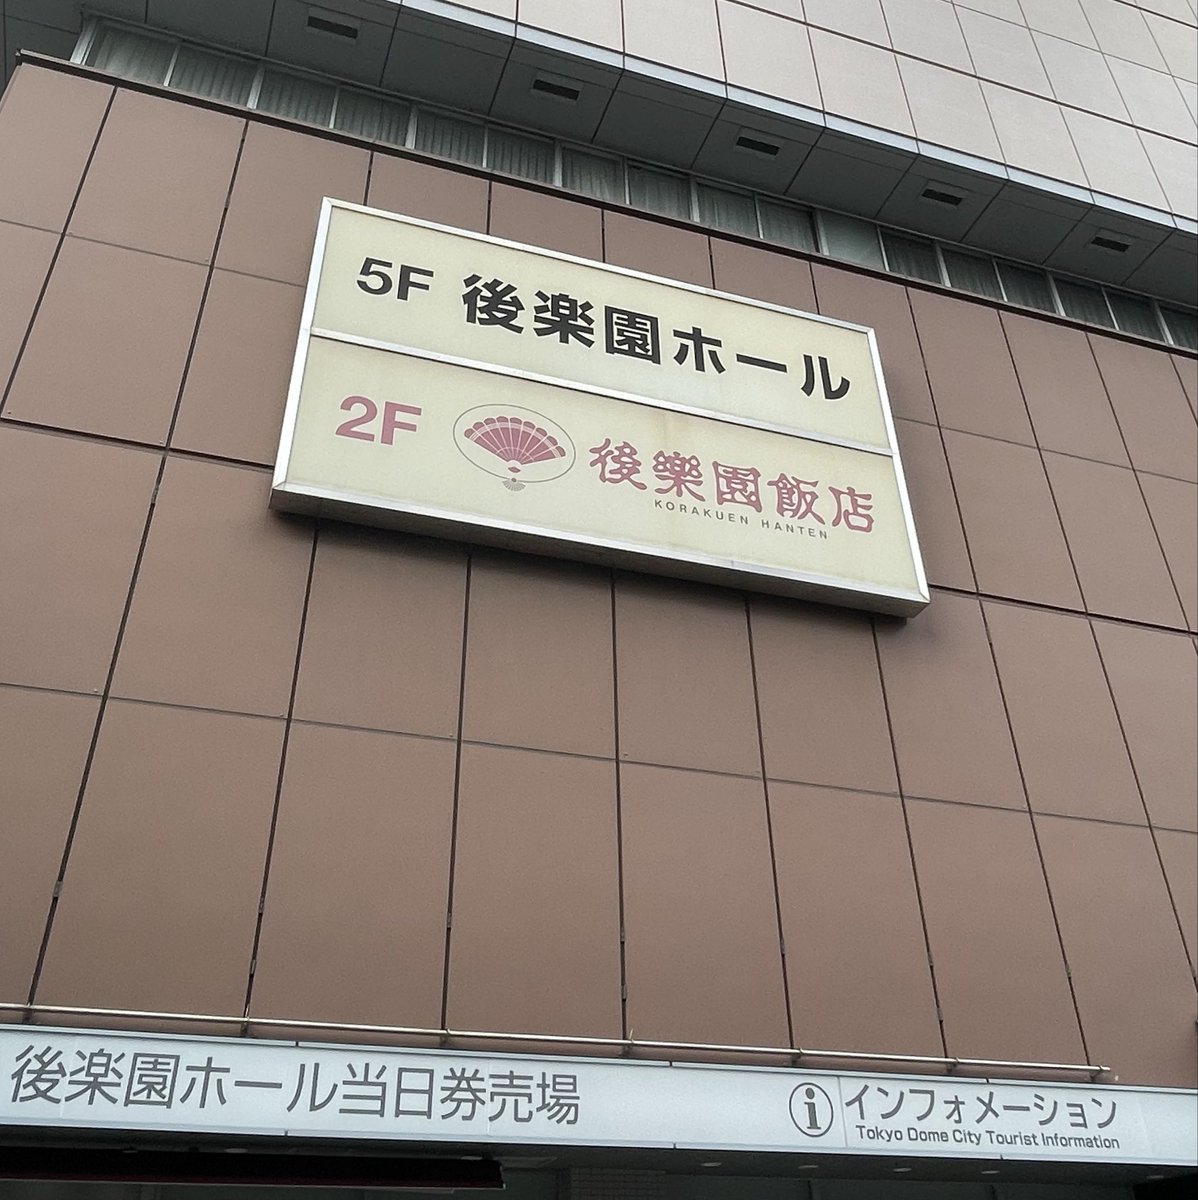 5F 後楽園ホール
2F 後樂園飯店
KORAKUEN HANTEN
後楽園ホール当日券売場
i インフォメーション
Tokyo Dome City Tourist Information